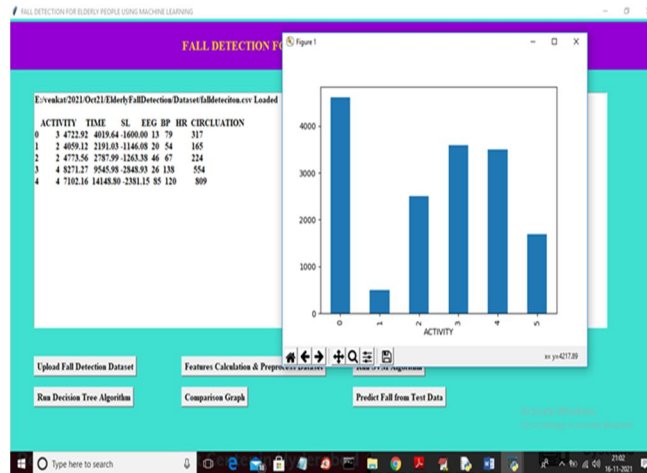 FALL DETECTION FOR ELDERLY PEOPLE USING MACHINE LEARNING
FALL DETECTION FO
Figure 1
E:/venkat/2021/Oct21/ElderlyFallDetection/Dataset/falldeteciton.csv Loaded
ACTIVITY TIME SL EEG BP HR CIRCLUATION
0 3 4722.92 4019.64 -1600.00 13 79 317
1 2 4059.12 2191.03 -1146.08 20 54 165
2 2 4773.56 2787.99 -1263.38 46 67 224
3 4 8271.27 9545.98 -2848.93 26 138 554
4 4 7102.16 14148.80 -2381.15 85 120 809
4000
3000
2000
1000
0
0 1 2 3 4 5
ACTIVITY
x= y=4217.89
Upload Fall Detection Dataset
Features Calculation & Preprocess Dataset
Run SVM Algorithm
Run Decision Tree Algorithm
Comparison Graph
Predict Fall from Test Data
Type here to search
21:02
16-11-2021